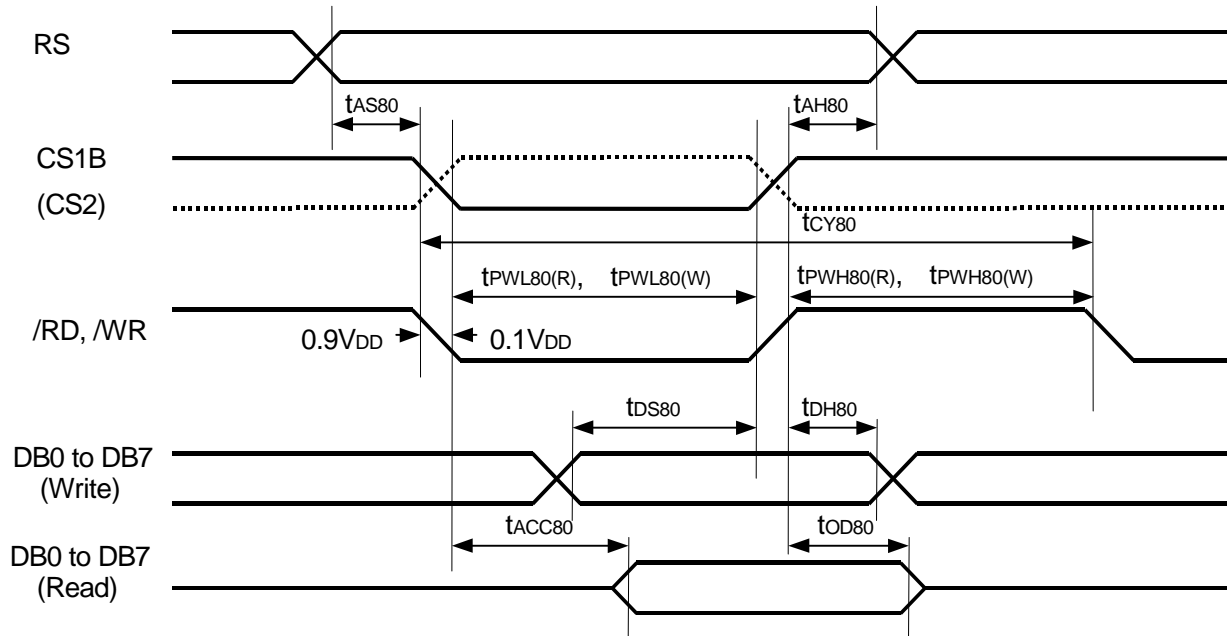 RS
tAS80
tAH80
CS1B
(CS2)
tCY80
tPWL80(R), tPWL80(W)
tPWH80(R), tPWH80(W)
/RD, /WR
0.9VDD
0.1VDD
tDS80
tDH80
DB0 to DB7
(Write)
tACC80
tOD80
DB0 to DB7
(Read)